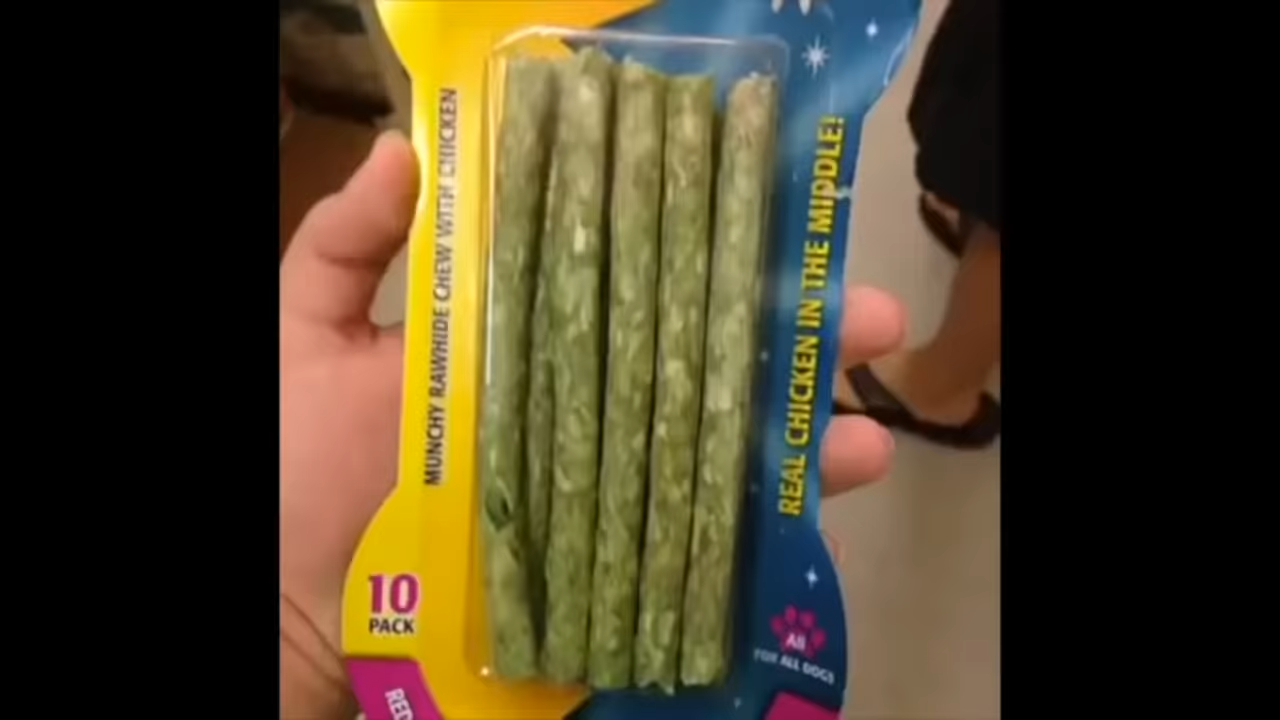 MUNCHY RAWHIDE CHEW WITH CHICKEN
REAL CHICKEN IN THE MIDDLE!
10
PACK
All
FOR ALL DOGS